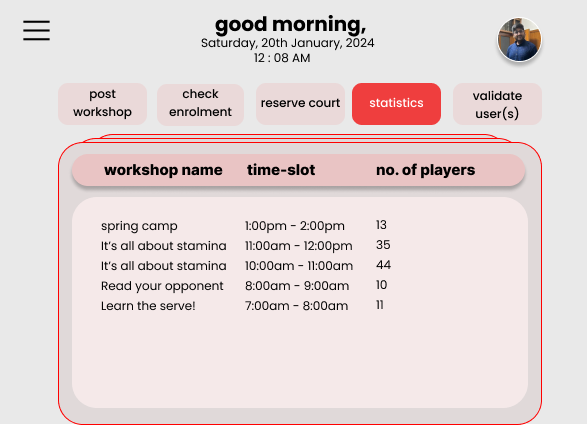 good morning,
Saturday, 20th January, 2024
12 : 08 AM
post workshop
check enrolment
reserve court
statistics
validate user(s)
workshop name time-slot no. of players
spring camp 1:00pm - 2:00pm 13
It's all about stamina 11:00am - 12:00pm 35
It's all about stamina 10:00am - 11:00am 44
Read your opponent 8:00am - 9:00am 10
Learn the serve! 7:00am - 8:00am 11